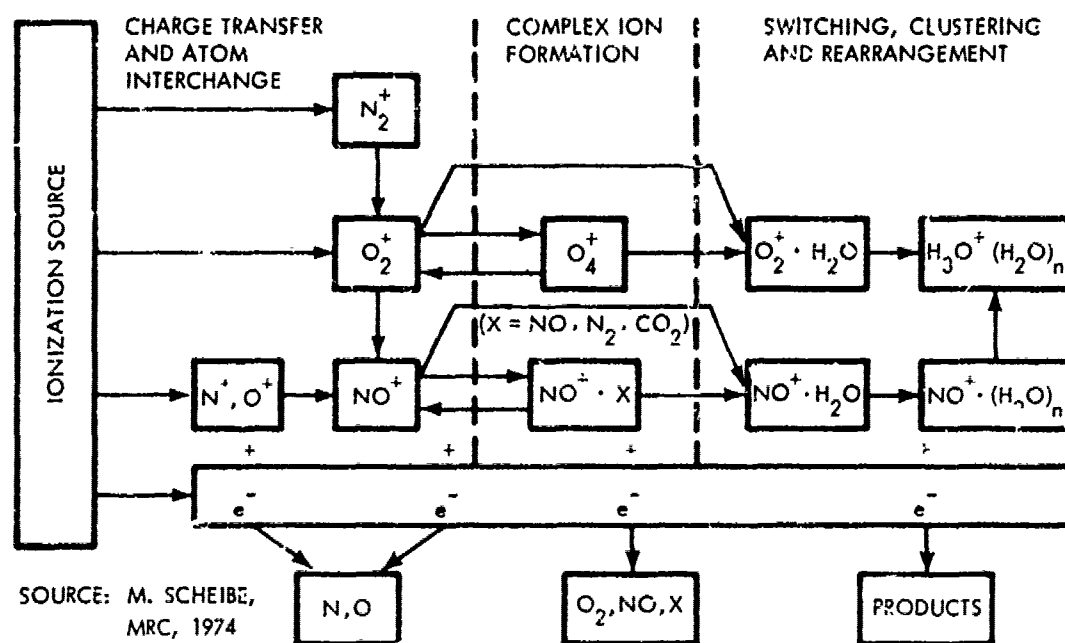 CHARGE TRANSFER
AND ATOM
INTERCHANGE
COMPLEX ION
FORMATION
SWITCHING, CLUSTERING
AND REARRANGEMENT
IONIZATION SOURCE
N₂⁺
O₂⁺
O₄⁺
O₂⁺ · H₂O
H₃O⁺ (H₂O)ₙ
(X = NO, N₂, CO₂)
N⁺, O⁺
NO⁺
NO⁺ · X
NO⁺ · H₂O
NO⁺ · (H₂O)ₙ
+ + + +
e⁻ e⁻ e⁻ e⁻
N, O
O₂, NO, X
PRODUCTS
SOURCE: M. SCHEIBE,
MRC, 1974